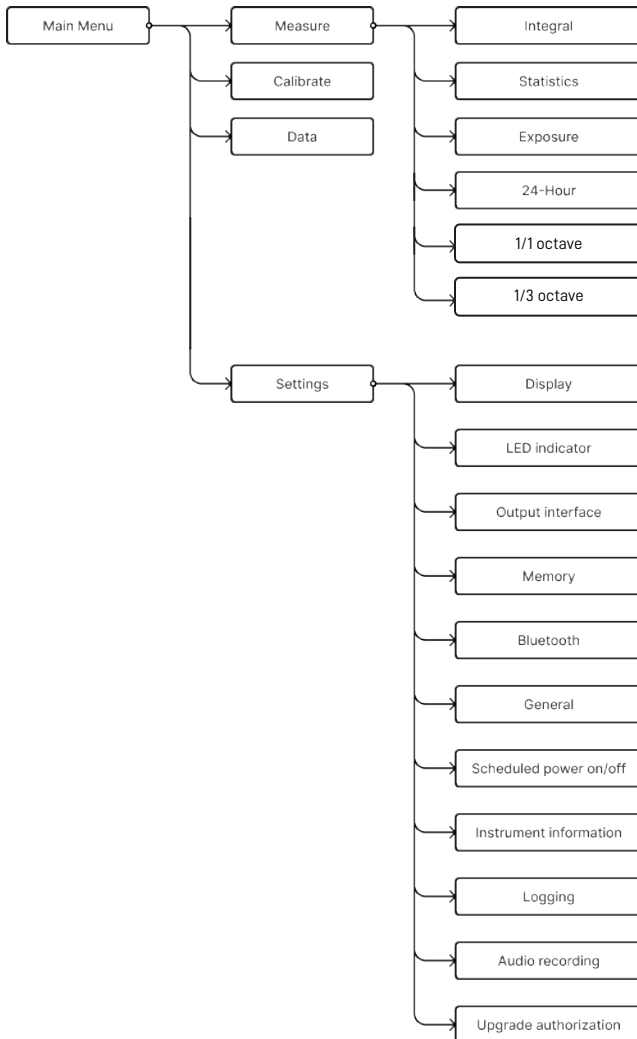 Main Menu
Measure
Integral
Calibrate
Statistics
Data
Exposure
24-Hour
1/1 octave
1/3 octave
Settings
Display
LED indicator
Output interface
Memory
Bluetooth
General
Scheduled power on/off
Instrument information
Logging
Audio recording
Upgrade authorization